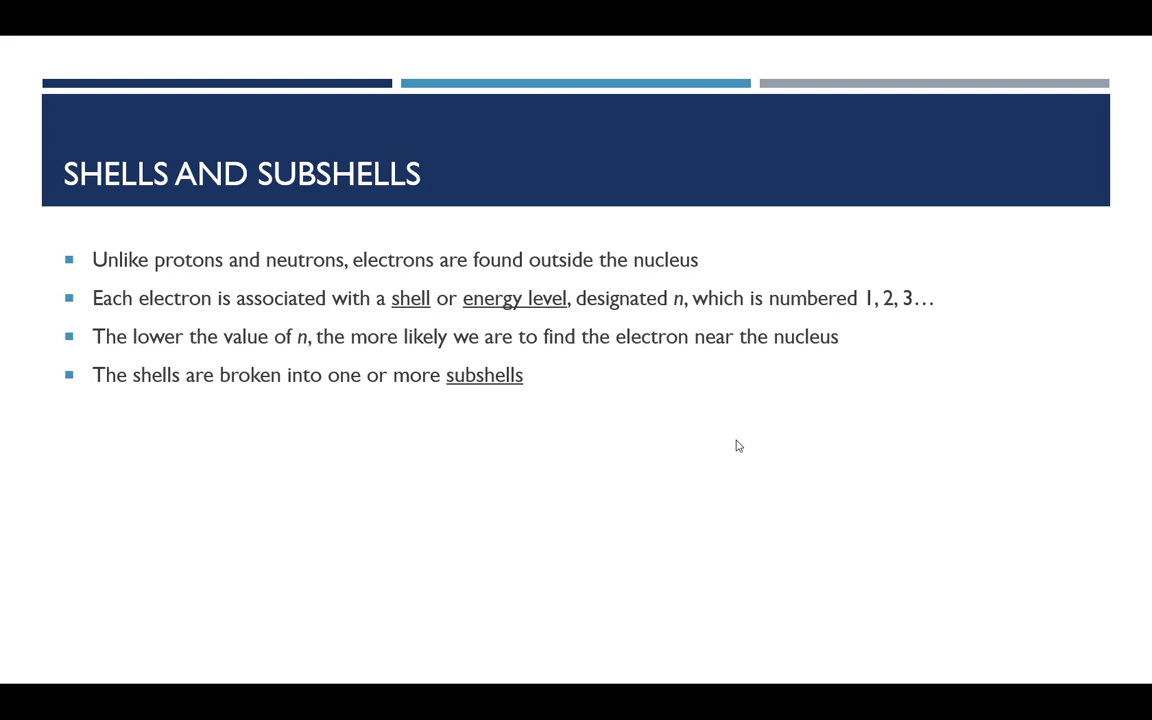 SHELLS AND SUBSHELLS
Unlike protons and neutrons, electrons are found outside the nucleus
Each electron is associated with a shell or energy level, designated n, which is numbered 1, 2, 3…
The lower the value of n, the more likely we are to find the electron near the nucleus
The shells are broken into one or more subshells